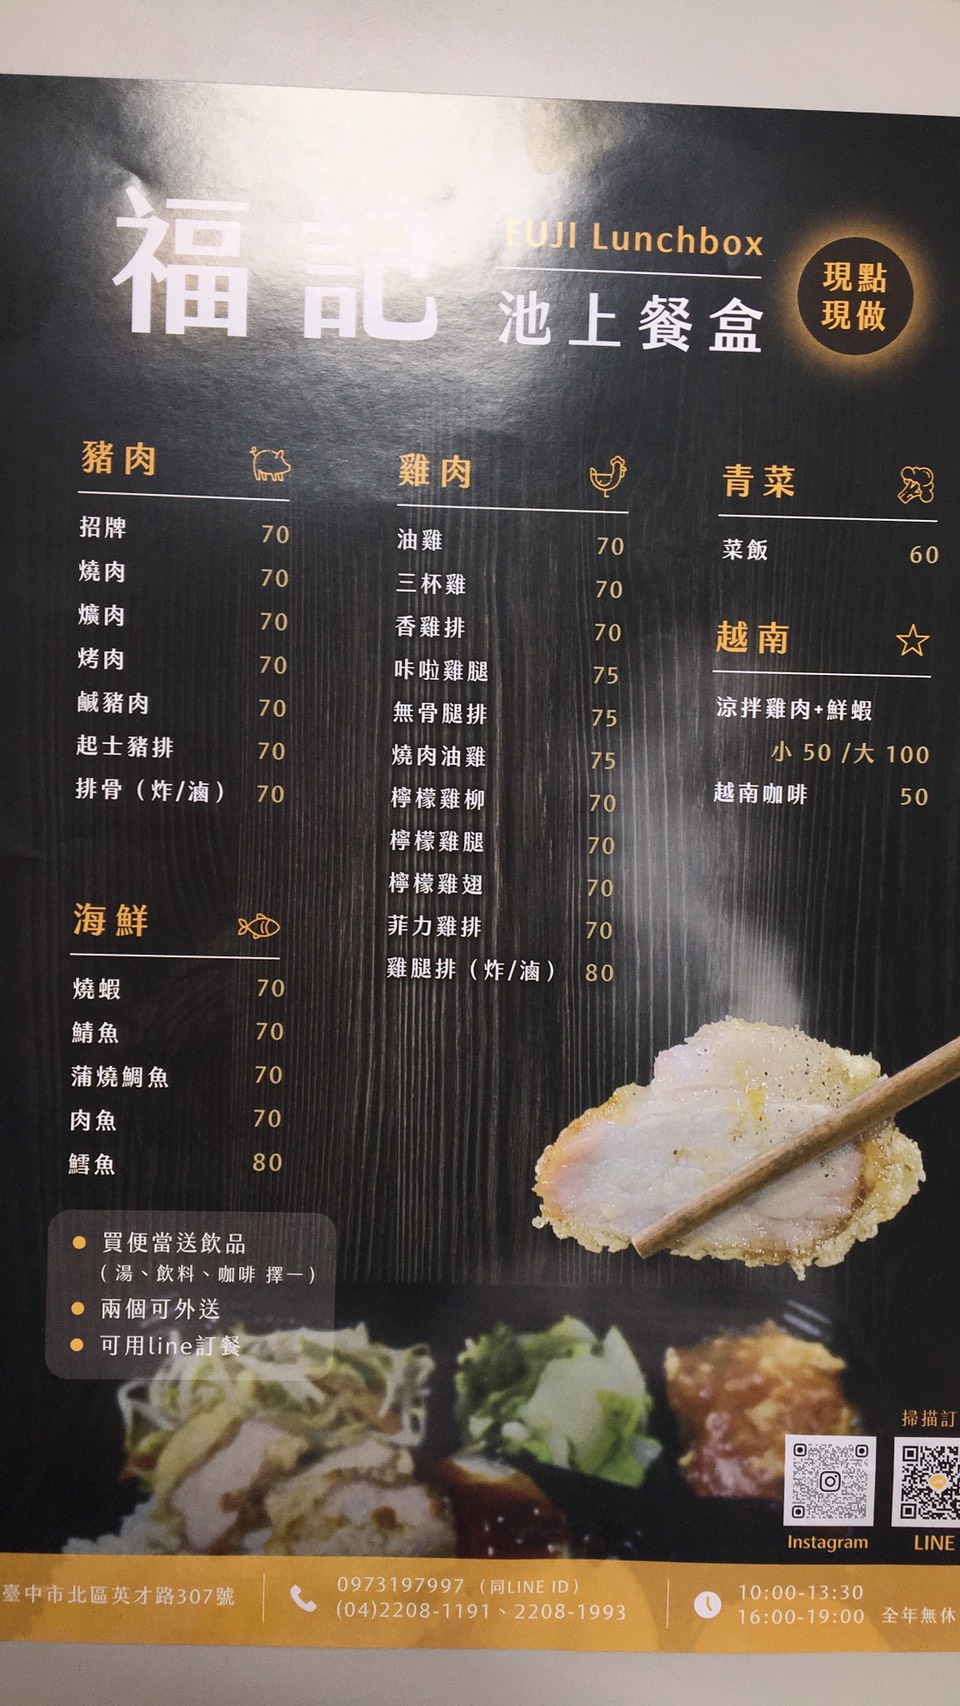 福記
FUJI Lunchbox
池上餐盒
現點
現做
豬肉
招牌 70
燒肉 70
爌肉 70
烤肉 70
鹹豬肉 70
起士豬排 70
排骨（炸/滷） 70
海鮮
燒蝦 70
鯖魚 70
蒲燒鯛魚 70
肉魚 70
鱈魚 80
雞肉
油雞 70
三杯雞 70
香雞排 70
咔啦雞腿 75
無骨腿排 75
燒肉油雞 75
檸檬雞柳 70
檸檬雞腿 70
檸檬雞翅 70
菲力雞排 70
雞腿排（炸/滷） 80
青菜
菜飯 60
越南
涼拌雞肉+鮮蝦
小 50 /大 100
越南咖啡 50
買便當送飲品
（湯、飲料、咖啡 擇一）
兩個可外送
可用line訂餐
掃描訂
Instagram
LINE
臺中市北區英才路307號
0973197997 （同LINE ID）
(04)2208-1191、2208-1993
10:00-13:30
16:00-19:00 全年無休